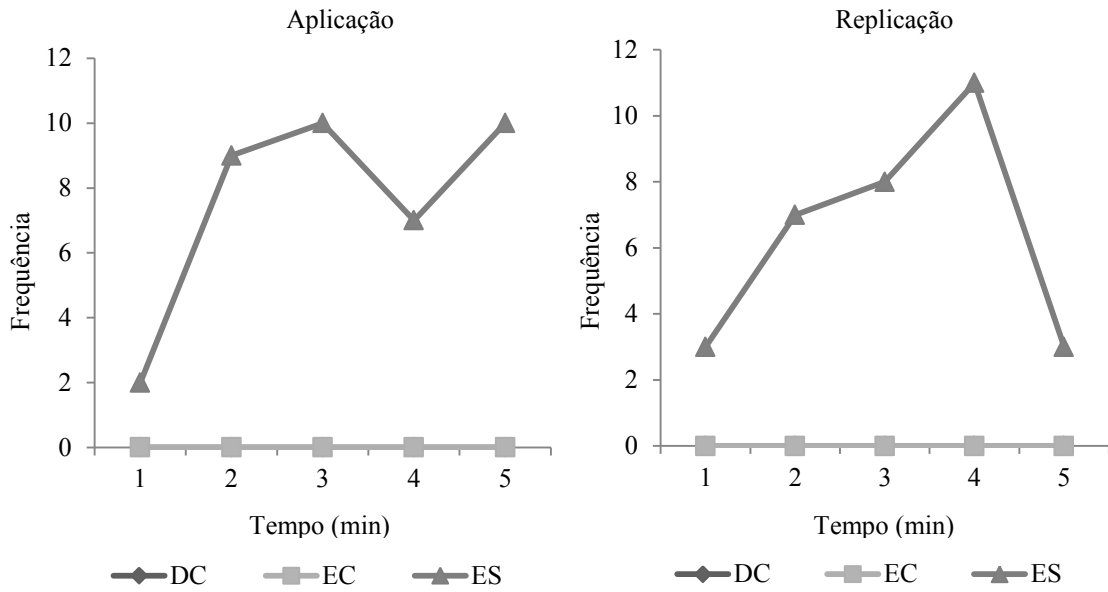 Aplicação
12
10
8
6
4
2
0
Frequência
1 2 3 4 5
Tempo (min)
DC EC ES
Replicação
12
10
8
6
4
2
0
Frequência
1 2 3 4 5
Tempo (min)
DC EC ES